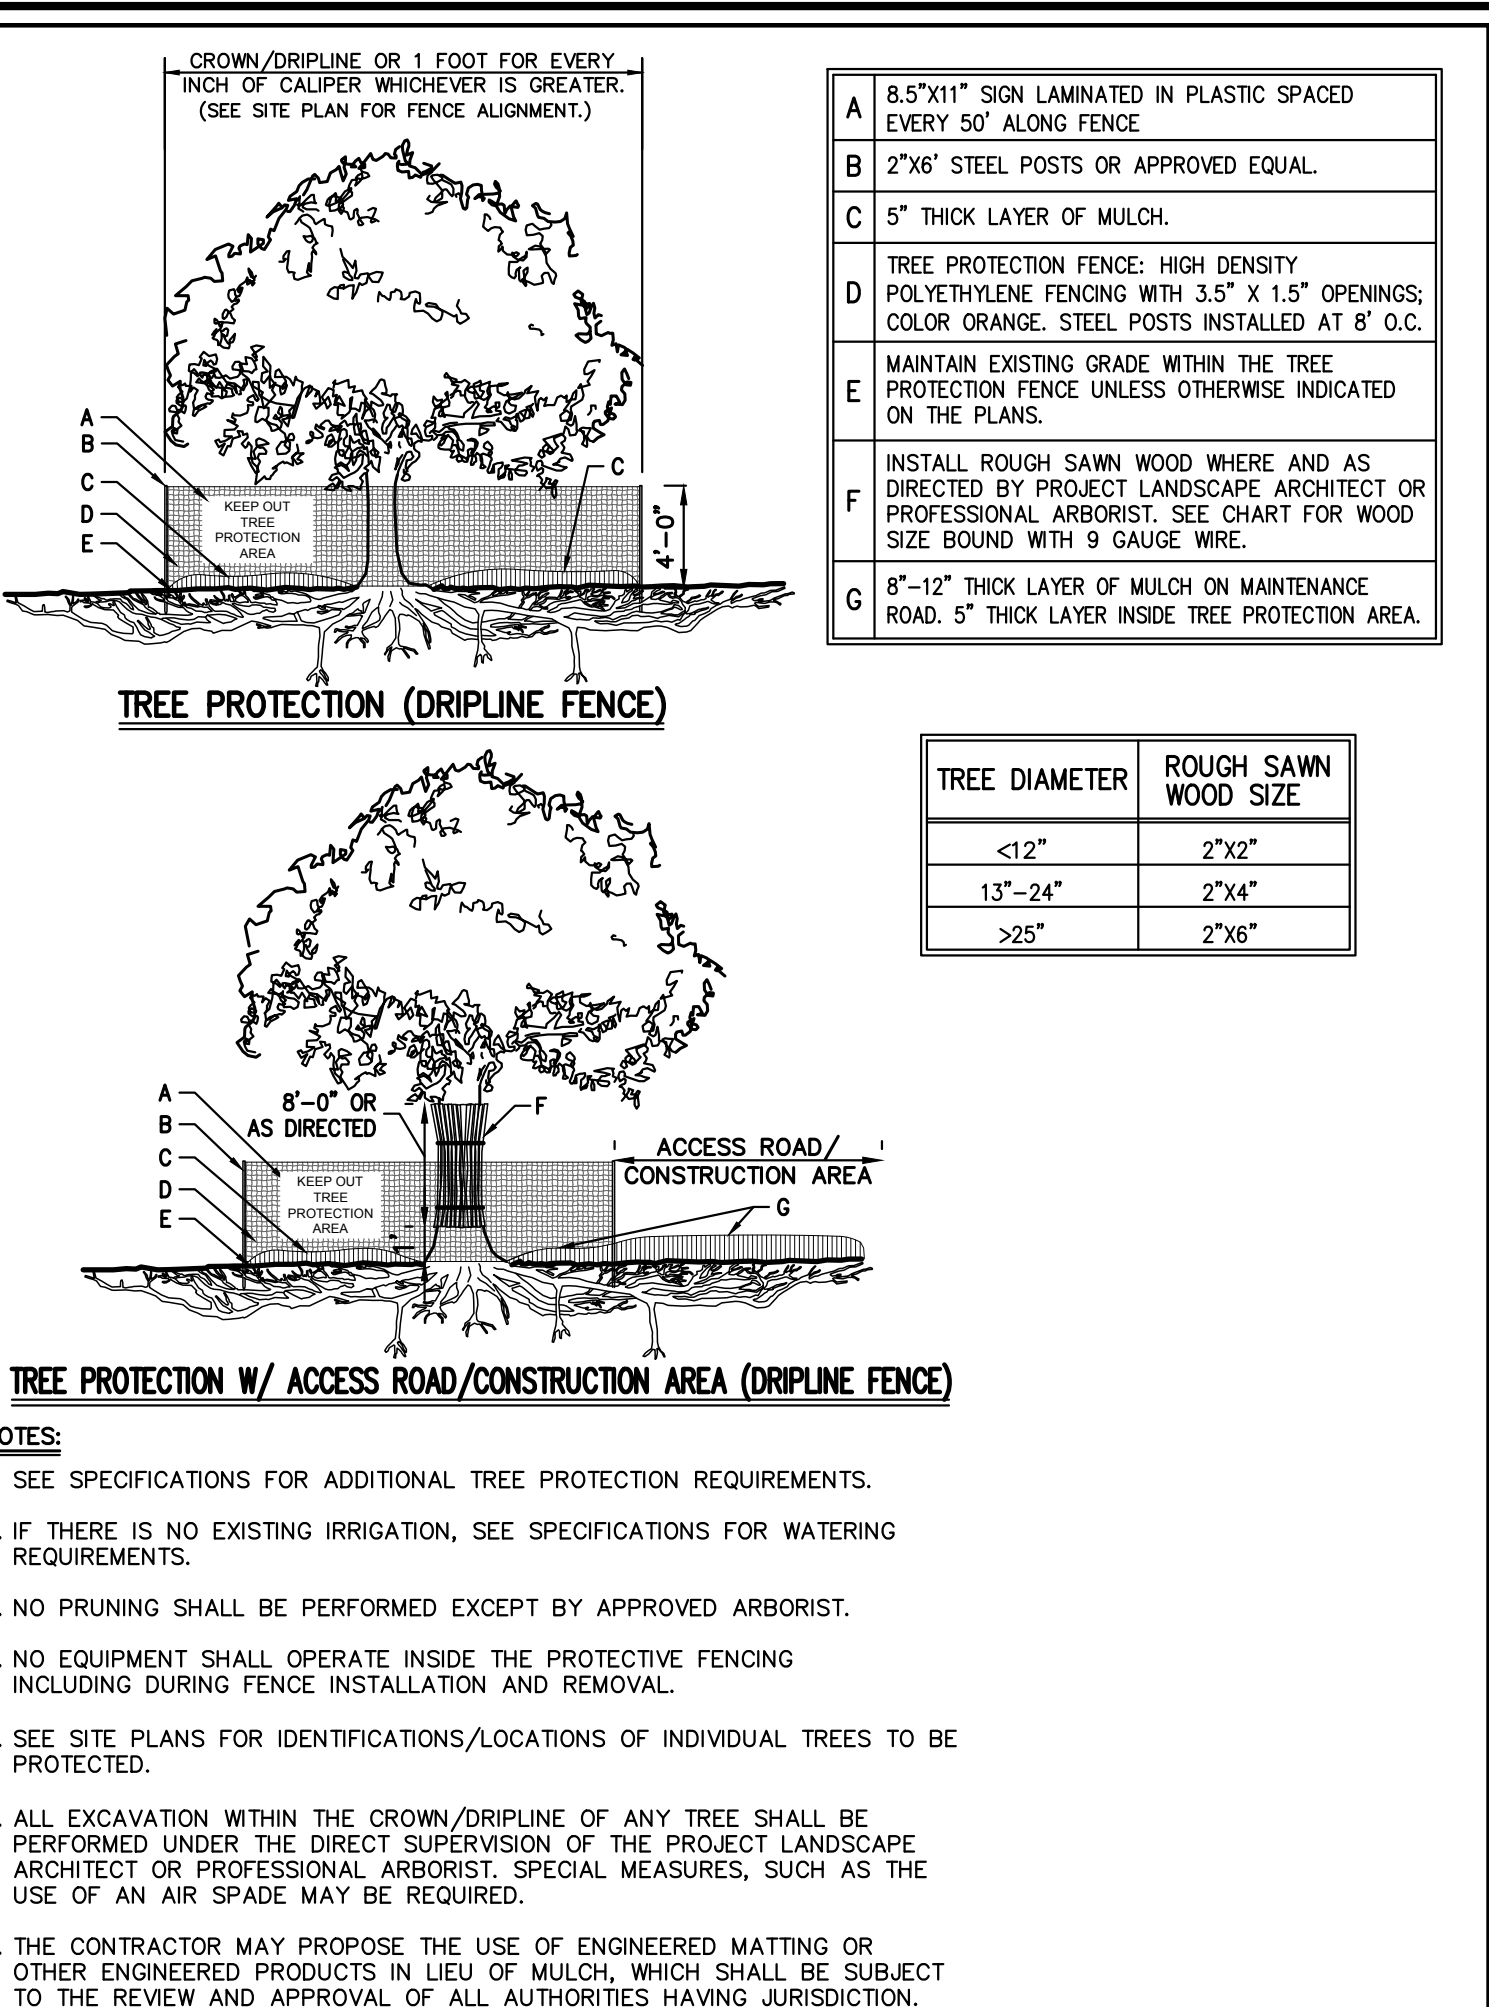 CROWN/DRIPLINE OR 1 FOOT FOR EVERY
INCH OF CALIPER WHICHEVER IS GREATER.
(SEE SITE PLAN FOR FENCE ALIGNMENT.)
A
B
C
D
E
C
KEEP OUT
TREE
PROTECTION
AREA
4'-0"
TREE PROTECTION (DRIPLINE FENCE)
A 8.5"X11" SIGN LAMINATED IN PLASTIC SPACED
EVERY 50' ALONG FENCE
B 2"X6' STEEL POSTS OR APPROVED EQUAL.
C 5" THICK LAYER OF MULCH.
D TREE PROTECTION FENCE: HIGH DENSITY
POLYETHYLENE FENCING WITH 3.5" X 1.5" OPENINGS;
COLOR ORANGE. STEEL POSTS INSTALLED AT 8' O.C.
E MAINTAIN EXISTING GRADE WITHIN THE TREE
PROTECTION FENCE UNLESS OTHERWISE INDICATED
ON THE PLANS.
F INSTALL ROUGH SAWN WOOD WHERE AND AS
DIRECTED BY PROJECT LANDSCAPE ARCHITECT OR
PROFESSIONAL ARBORIST. SEE CHART FOR WOOD
SIZE BOUND WITH 9 GAUGE WIRE.
G 8"-12" THICK LAYER OF MULCH ON MAINTENANCE
ROAD. 5" THICK LAYER INSIDE TREE PROTECTION AREA.
TREE DIAMETER ROUGH SAWN
WOOD SIZE
<12" 2"X2"
13"-24" 2"X4"
>25" 2"X6"
A
B
C
D
E
8'-0" OR
AS DIRECTED
F
ACCESS ROAD/
CONSTRUCTION AREA
G
KEEP OUT
TREE
PROTECTION
AREA
1'
TREE PROTECTION W/ ACCESS ROAD/CONSTRUCTION AREA (DRIPLINE FENCE)
OTES:
SEE SPECIFICATIONS FOR ADDITIONAL TREE PROTECTION REQUIREMENTS.
. IF THERE IS NO EXISTING IRRIGATION, SEE SPECIFICATIONS FOR WATERING
REQUIREMENTS.
. NO PRUNING SHALL BE PERFORMED EXCEPT BY APPROVED ARBORIST.
. NO EQUIPMENT SHALL OPERATE INSIDE THE PROTECTIVE FENCING
INCLUDING DURING FENCE INSTALLATION AND REMOVAL.
. SEE SITE PLANS FOR IDENTIFICATIONS/LOCATIONS OF INDIVIDUAL TREES TO BE
PROTECTED.
. ALL EXCAVATION WITHIN THE CROWN/DRIPLINE OF ANY TREE SHALL BE
PERFORMED UNDER THE DIRECT SUPERVISION OF THE PROJECT LANDSCAPE
ARCHITECT OR PROFESSIONAL ARBORIST. SPECIAL MEASURES, SUCH AS THE
USE OF AN AIR SPADE MAY BE REQUIRED.
. THE CONTRACTOR MAY PROPOSE THE USE OF ENGINEERED MATTING OR
OTHER ENGINEERED PRODUCTS IN LIEU OF MULCH, WHICH SHALL BE SUBJECT
TO THE REVIEW AND APPROVAL OF ALL AUTHORITIES HAVING JURISDICTION.